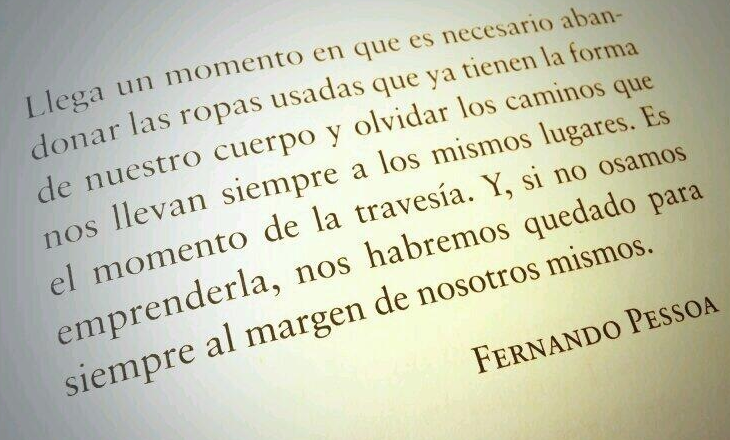 Llega un momento en que es necesario aban-
donar las ropas usadas que ya tienen la forma
de nuestro cuerpo y olvidar los caminos que
nos llevan siempre a los mismos lugares. Es
el momento de la travesía. Y, si no osamos
emprenderla, nos habremos quedado para
siempre al margen de nosotros mismos.
FERNANDO PESSOA